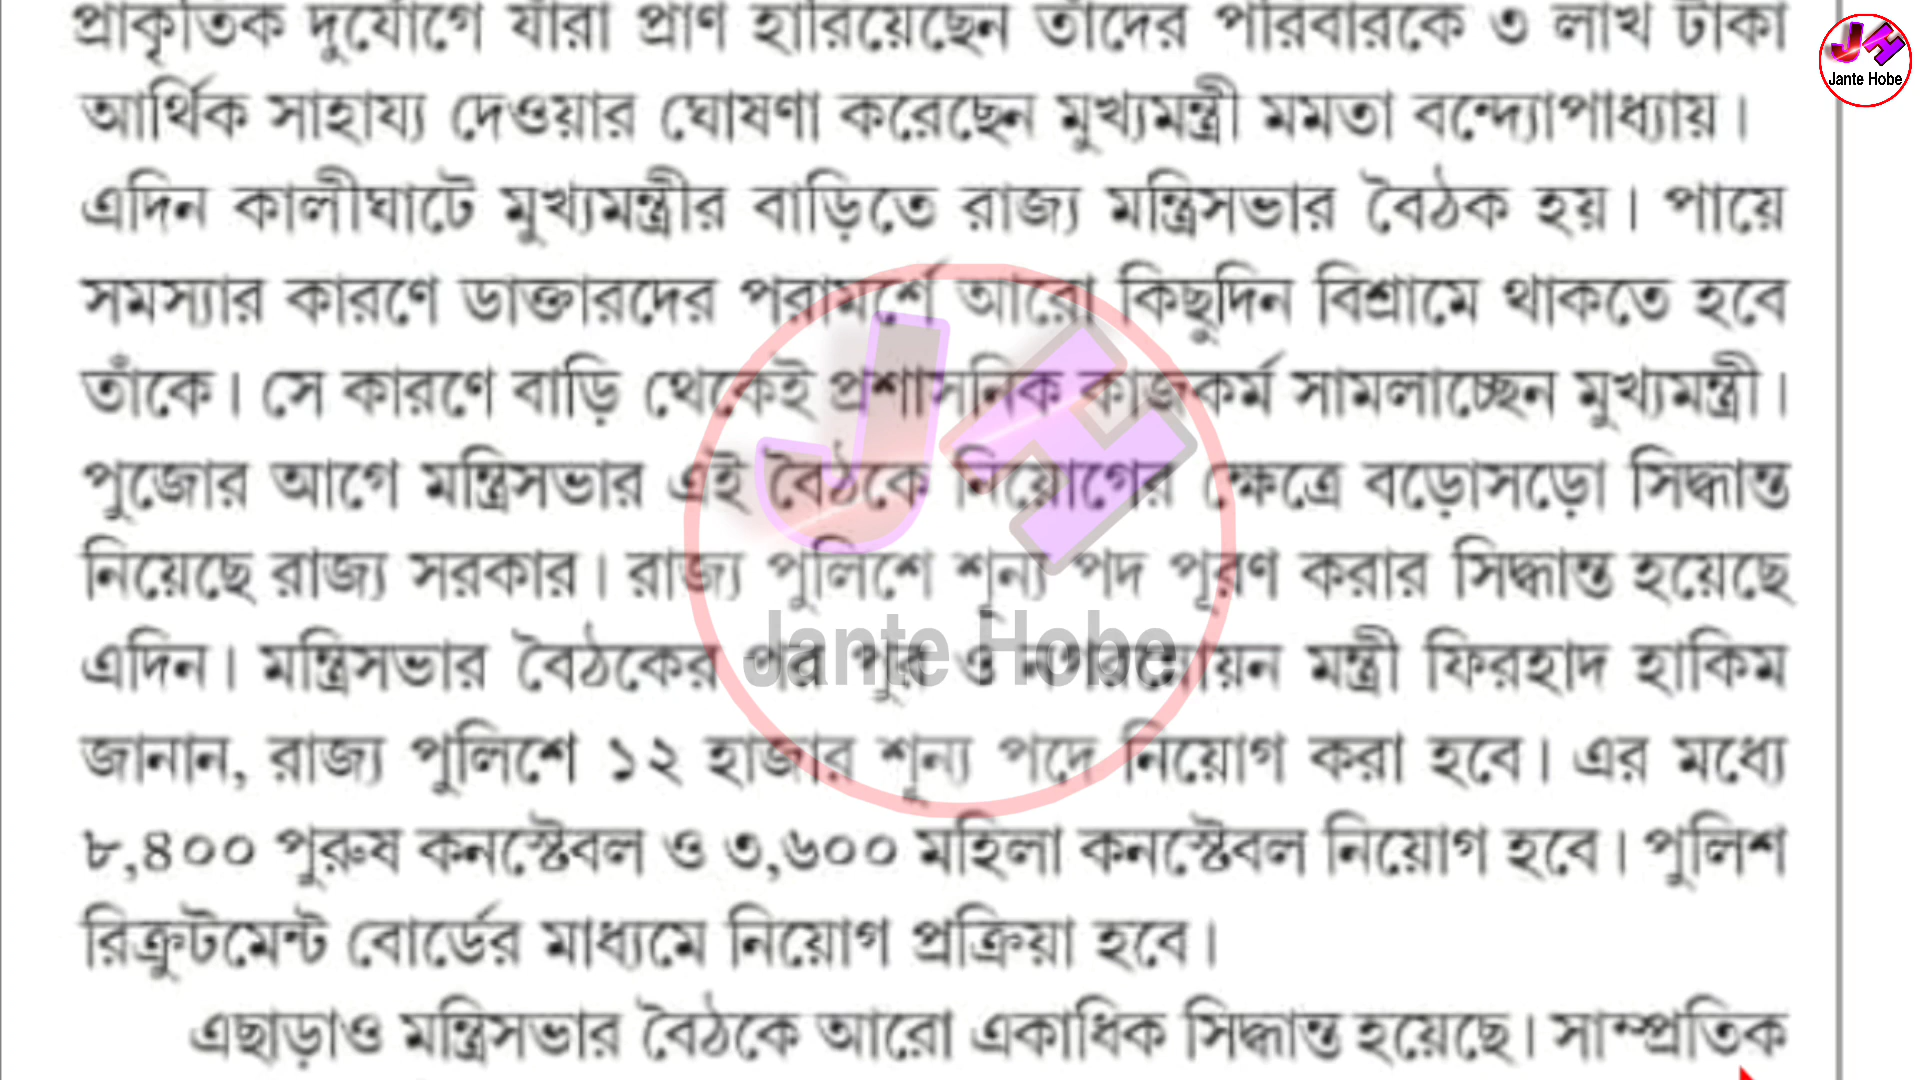 প্রাকৃতিক দুর্যোগে যাঁরা প্রাণ হারিয়েছেন তাঁদের পরিবারকে ৩ লাখ টাকা
JH
Jante Hobe
আর্থিক সাহায্য দেওয়ার ঘোষণা করেছেন মুখ্যমন্ত্রী মমতা বন্দ্যোপাধ্যায়।
এদিন কালীঘাটে মুখ্যমন্ত্রীর বাড়িতে রাজ্য মন্ত্রিসভার বৈঠক হয়। পায়ে
সমস্যার কারণে ডাক্তারদের পরামর্শে আরো কিছুদিন বিশ্রামে থাকতে হবে
তাঁকে। সে কারণে বাড়ি থেকেই প্রশাসনিক কাজকর্ম সামলাচ্ছেন মুখ্যমন্ত্রী।
পুজোর আগে মন্ত্রিসভার এই বৈঠকে নিয়োগের ক্ষেত্রে বড়োসড়ো সিদ্ধান্ত
নিয়েছে রাজ্য সরকার। রাজ্য পুলিশে শূন্য পদ পূরণ করার সিদ্ধান্ত হয়েছে
এদিন। মন্ত্রিসভার বৈঠকের পর পুর ও নগরোন্নয়ন মন্ত্রী ফিরহাদ হাকিম
JH
Jante Hobe
জানান, রাজ্য পুলিশে ১২ হাজার শূন্য পদে নিয়োগ করা হবে। এর মধ্যে
৮,৪০০ পুরুষ কনস্টেবল ও ৩,৬০০ মহিলা কনস্টেবল নিয়োগ হবে। পুলিশ
রিক্রুটমেন্ট বোর্ডের মাধ্যমে নিয়োগ প্রক্রিয়া হবে।
এছাড়াও মন্ত্রিসভার বৈঠকে আরো একাধিক সিদ্ধান্ত হয়েছে। সাম্প্রতিক